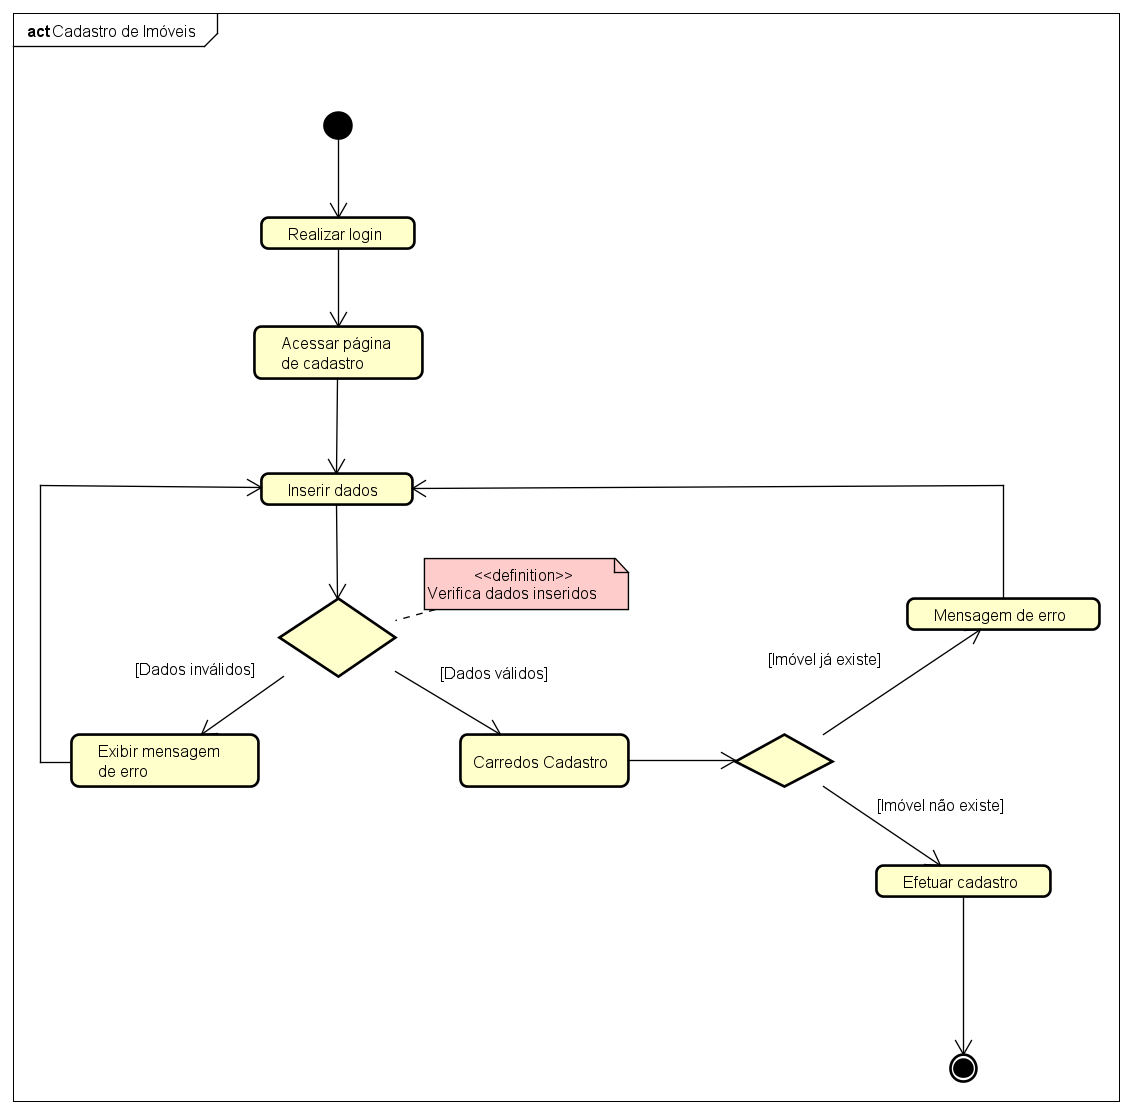 act Cadastro de Imóveis
Realizar login
Acessar página
de cadastro
Inserir dados
<<definition>>
Verifica dados inseridos
Mensagem de erro
[Imóvel já existe]
[Dados inválidos]
[Dados válidos]
Exibir mensagem
de erro
Carredos Cadastro
[Imóvel não existe]
Efetuar cadastro